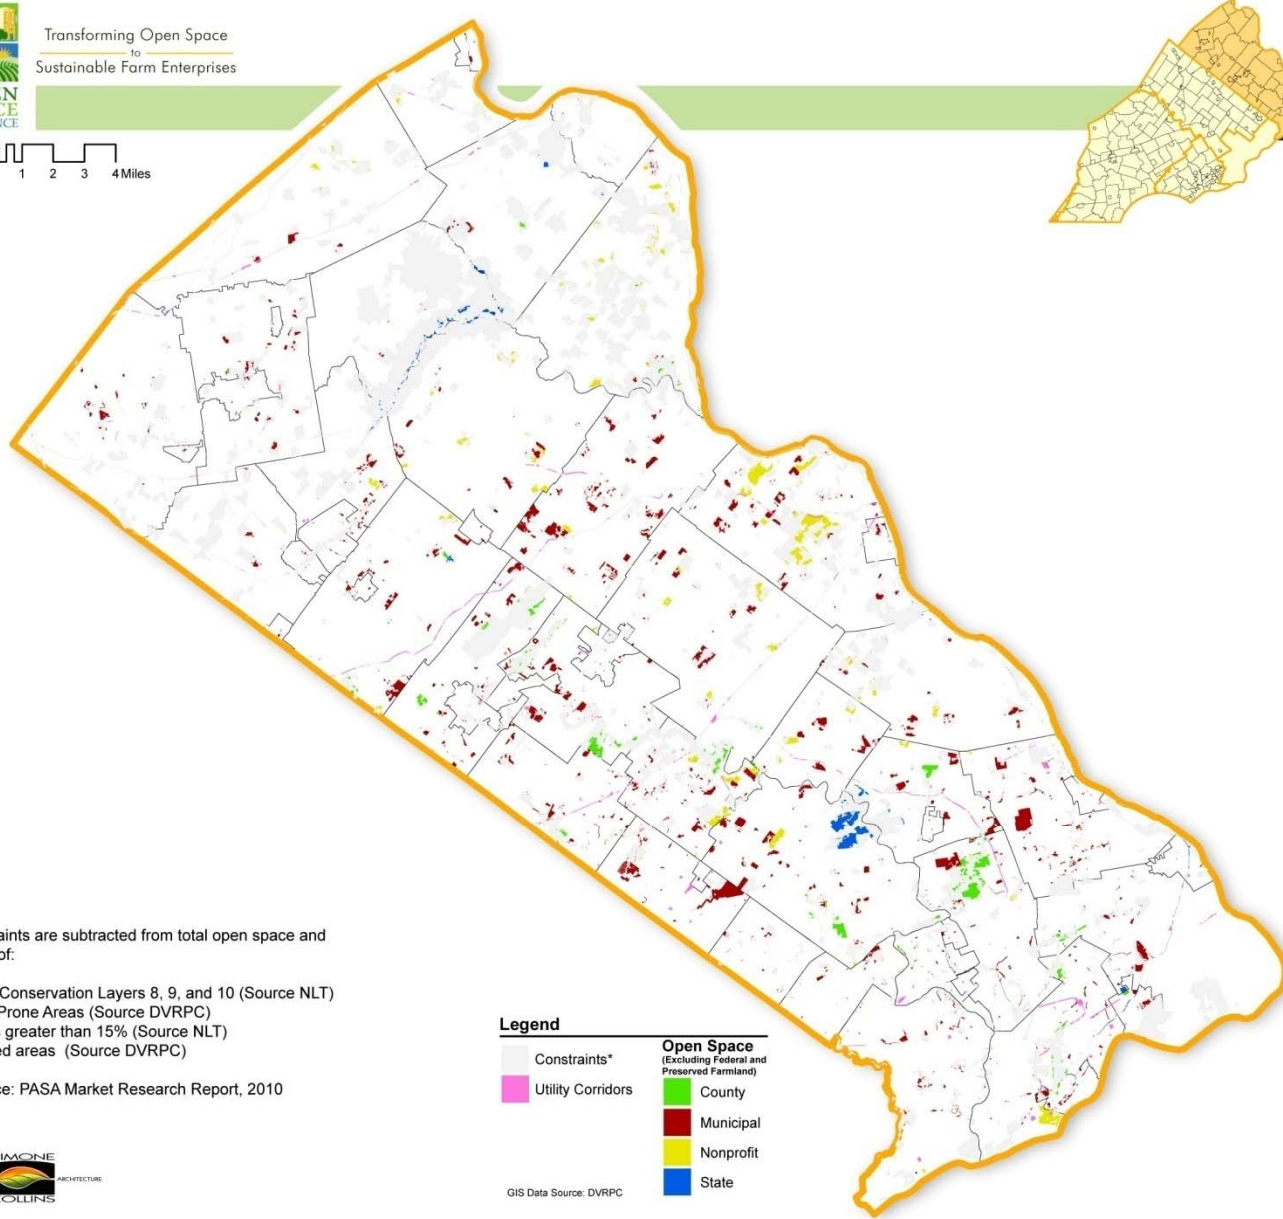 EN
CE
NCE
Transforming Open Space
to
Sustainable Farm Enterprises
1 2 3 4 Miles
aints are subtracted from total open space and
of:
Conservation Layers 8, 9, and 10 (Source NLT)
Prone Areas (Source DVRPC)
s greater than 15% (Source NLT)
ed areas (Source DVRPC)
ce: PASA Market Research Report, 2010
IMONE
ARCHITECTURE
OLLINS
Legend
Constraints*
Utility Corridors
Open Space
(Excluding Federal and
Preserved Farmland)
County
Municipal
Nonprofit
State
GIS Data Source: DVRPC